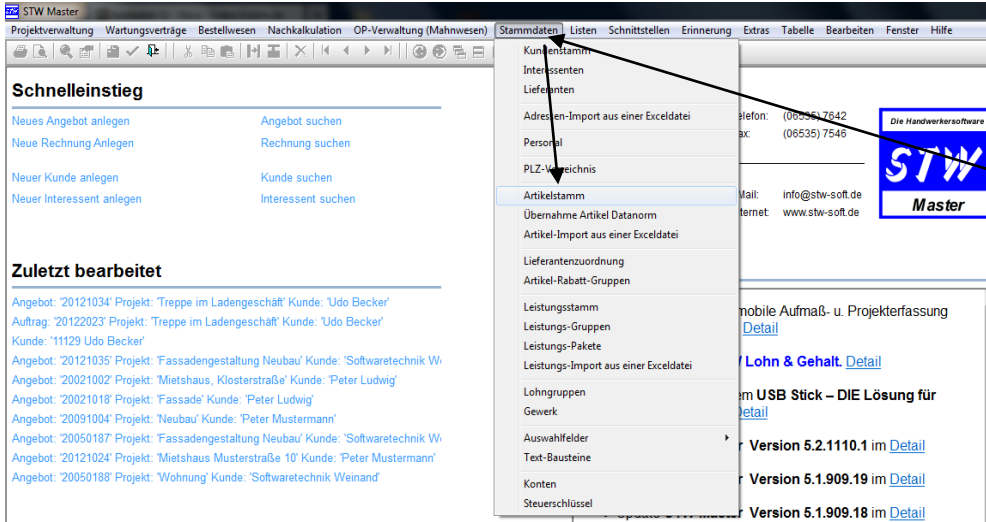 STW Master
Projektverwaltung Wartungsverträge Bestellwesen Nachkalkulation OP-Verwaltung (Mahnwesen) Stammdaten Listen Schnittstellen Erinnerung Extras Tabelle Bearbeiten Fenster Hilfe
Schnelleinstieg
Neues Angebot anlegen Angebot suchen
Neue Rechnung Anlegen Rechnung suchen
Neuer Kunde anlegen Kunde suchen
Neuer Interessent anlegen Interessent suchen
Zuletzt bearbeitet
Angebot: '20121034' Projekt: 'Treppe im Ladengeschäft' Kunde: 'Udo Becker'
Auftrag: '20122023' Projekt: 'Treppe im Ladengeschäft' Kunde: 'Udo Becker'
Kunde: '11129 Udo Becker'
Angebot: '20121035' Projekt: 'Fassadengestaltung Neubau' Kunde: 'Softwaretechnik
Angebot: '20021002' Projekt: 'Mietshaus, Klosterstraße' Kunde: 'Peter Ludwig'
Angebot: '20021018' Projekt: 'Fassade' Kunde: 'Peter Ludwig'
Angebot: '20091004' Projekt: 'Neubau' Kunde: 'Peter Mustermann'
Angebot: '20050187' Projekt: 'Fassadengestaltung Neubau' Kunde: 'Softwaretechnik
Angebot: '20121024' Projekt: 'Mietshaus Musterstraße 10' Kunde: 'Peter Mustermann'
Angebot: '20050188' Projekt: 'Wohnung' Kunde: 'Softwaretechnik Weinand'
Kundenstamm
Interessenten
Lieferanten
Adressen-Import aus einer Exceldatei
Personal
PLZ-Verzeichnis
Artikelstamm
Übernahme Artikel Datanorm
Artikel-Import aus einer Exceldatei
Lieferantenzuordnung
Artikel-Rabatt-Gruppen
Leistungsstamm
Leistungs-Gruppen
Leistungs-Pakete
Leistungs-Import aus einer Exceldatei
Lohngruppen
Gewerk
Auswahlfelder
Text-Bausteine
Konten
Steuerschlüssel
elefon: (06535) 7642
ax: (06535) 7546
Mail: info@stw-soft.de
ternet: www.stw-soft.de
Die Handwerkersoftware
STW
Master
mobile Aufmaß- u. Projekterfassung
Detail
Lohn & Gehalt. Detail
em USB Stick – DIE Lösung für
Detail
Version 5.2.1110.1 im Detail
Version 5.1.909.19 im Detail
Version 5.1.909.18 im Detail